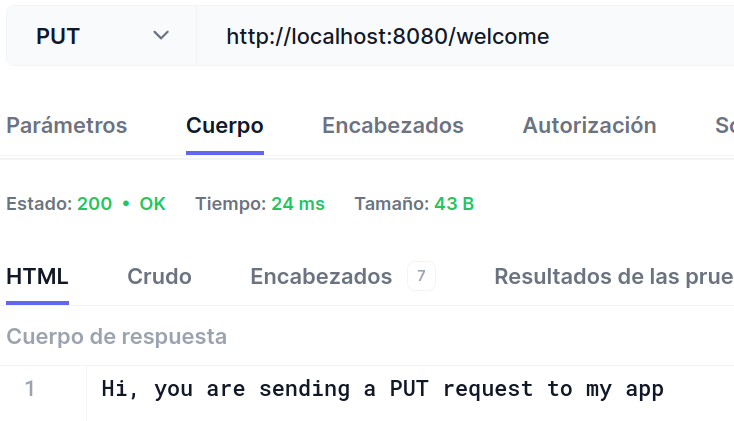 PUT http://localhost:8080/welcome
Parámetros Cuerpo Encabezados Autorización
Estado: 200 • OK Tiempo: 24 ms Tamaño: 43 B
HTML Crudo Encabezados 7 Resultados de las prue
Cuerpo de respuesta
1 Hi, you are sending a PUT request to my app